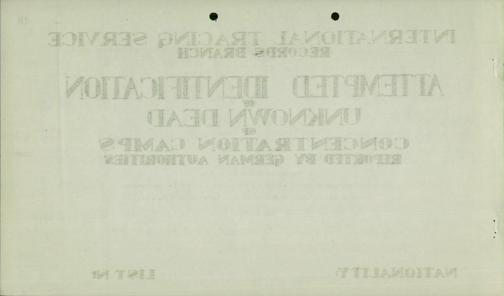 INTERNATIONAL TRACING SERVICE
RECORDS BRANCH
ATTEMPTED IDENTIFICATION
OF
UNKNOWN DEAD
OF
CONCENTRATION CAMPS
REPORTED BY GERMAN AUTHORITIES
NATIONALITY LIST №